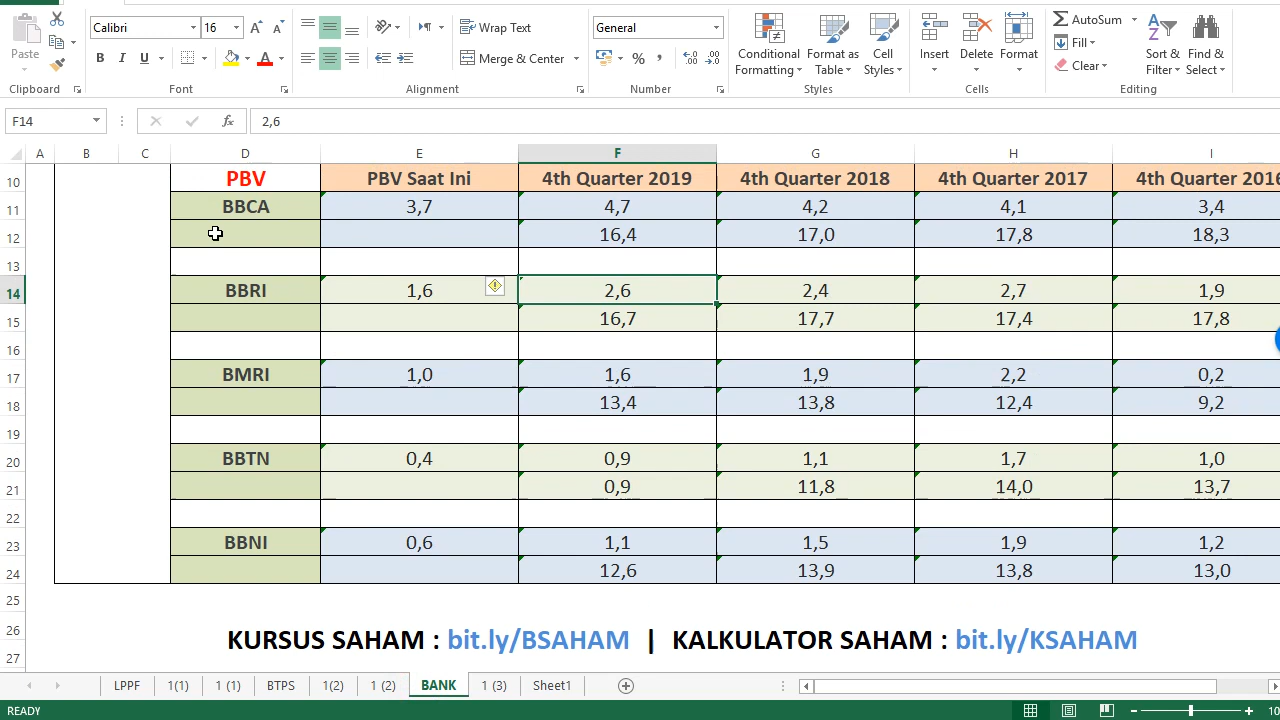 Calibri 16 Wrap Text General AutoSum
Paste B I U A Merge & Center % , Conditional Formatting Format as Table Cell Styles Insert Delete Format Fill Clear Sort & Filter Find & Select
Clipboard Font Alignment Number Styles Cells Editing
F14 fx 2,6
A B C D E F G H I
10 PBV PBV Saat Ini 4th Quarter 2019 4th Quarter 2018 4th Quarter 2017 4th Quarter 2016
11 BBCA 3,7 4,7 4,2 4,1 3,4
12 16,4 17,0 17,8 18,3
13
14 BBRI 1,6 2,6 2,4 2,7 1,9
15 16,7 17,7 17,4 17,8
16
17 BMRI 1,0 1,6 1,9 2,2 0,2
18 13,4 13,8 12,4 9,2
19
20 BBTN 0,4 0,9 1,1 1,7 1,0
21 0,9 11,8 14,0 13,7
22
23 BBNI 0,6 1,1 1,5 1,9 1,2
24 12,6 13,9 13,8 13,0
25
26 KURSUS SAHAM : bit.ly/BSAHAM | KALKULATOR SAHAM : bit.ly/KSAHAM
27
LPPF 1(1) 1 (1) BTPS 1(2) 1 (2) BANK 1 (3) Sheet1
READY 10